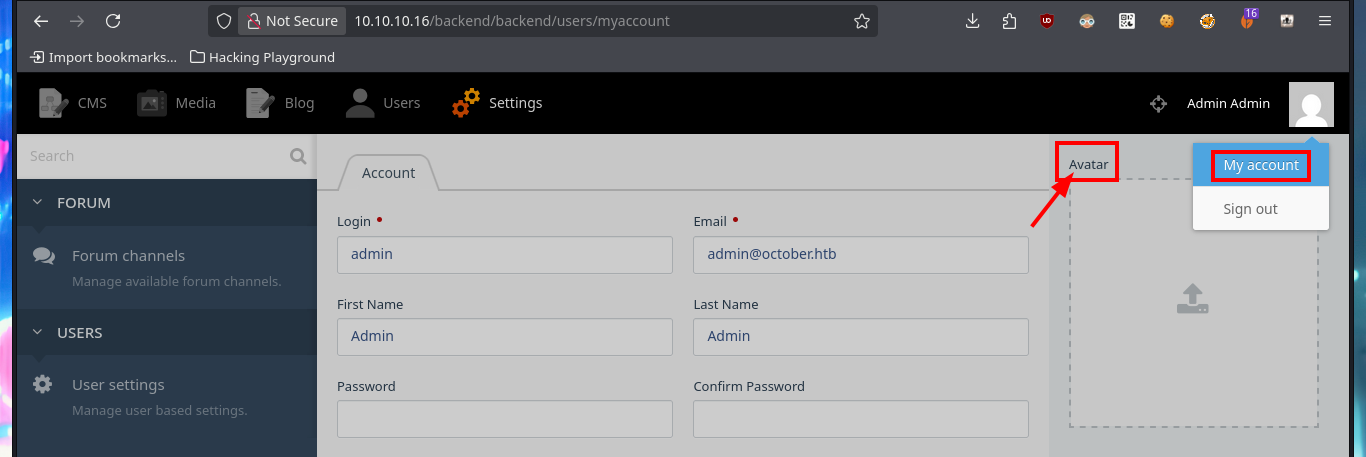 Not Secure 10.10.10.16/backend/backend/users/myaccount
16
Import bookmarks... Hacking Playground
CMS Media Blog Users Settings Admin Admin
Search
Account
Avatar
My account
Sign out
FORUM
Forum channels
Manage available forum channels.
USERS
User settings
Manage user based settings.
Login • Email •
admin admin@october.htb
First Name Last Name
Admin Admin
Password Confirm Password